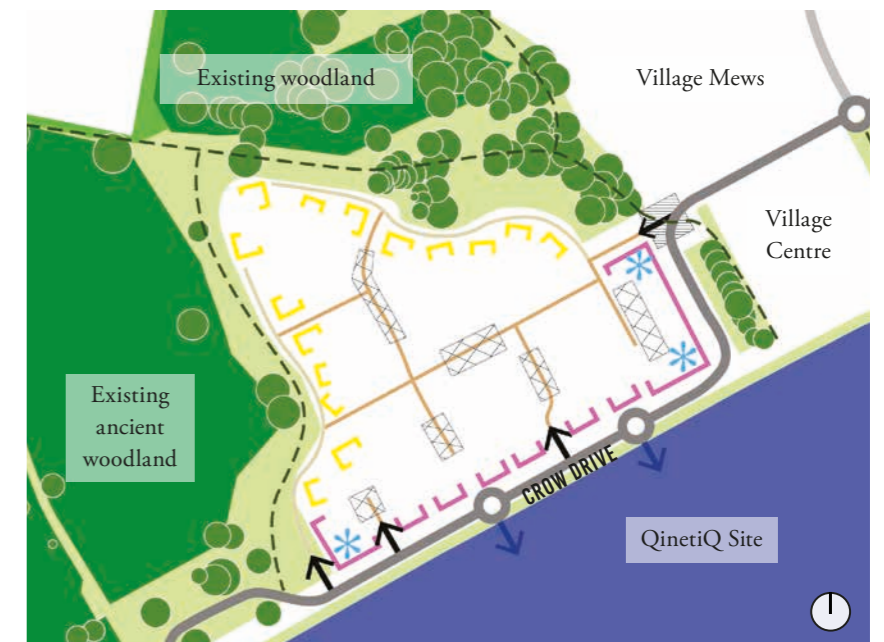 Existing woodland
Village Mews
Village
Centre
Existing
ancient
woodland
CROW DRIVE
QinetiQ Site